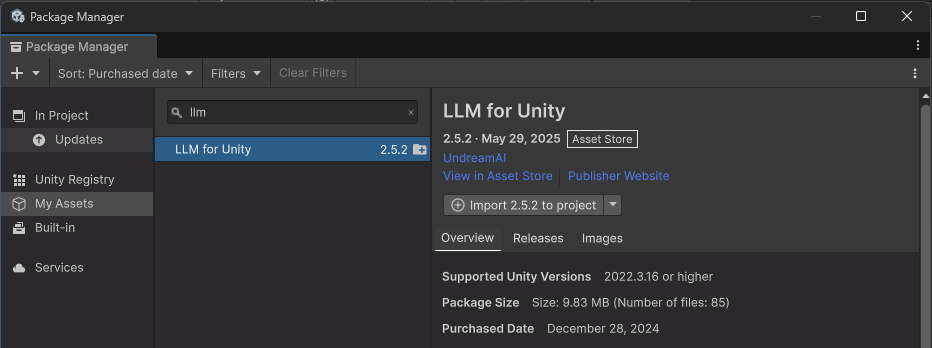 Package Manager
Package Manager
Sort: Purchased date Filters Clear Filters
In Project
Updates
Unity Registry
My Assets
Built-in
Services
llm
LLM for Unity 2.5.2
LLM for Unity
2.5.2 · May 29, 2025 Asset Store
UndreamAI
View in Asset Store Publisher Website
Import 2.5.2 to project
Overview Releases Images
Supported Unity Versions 2022.3.16 or higher
Package Size Size: 9.83 MB (Number of files: 85)
Purchased Date December 28, 2024